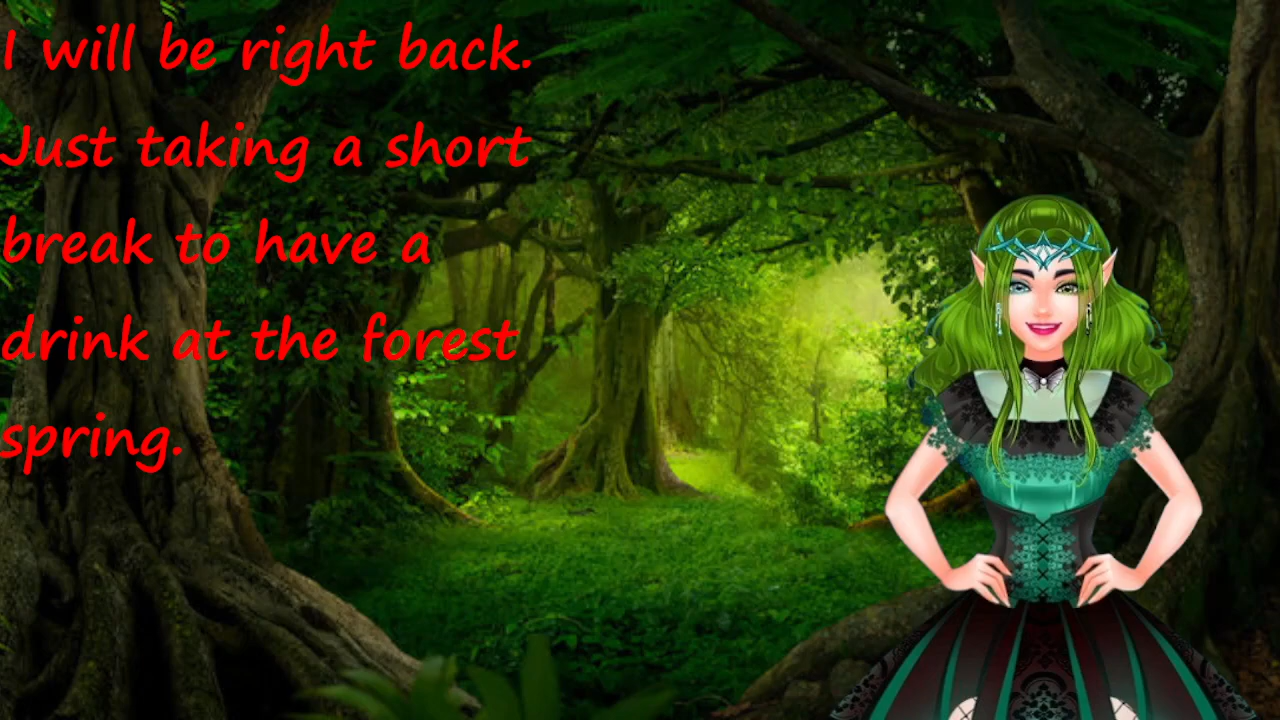 I will be right back.
Just taking a short
break to have a
drink at the forest
spring.